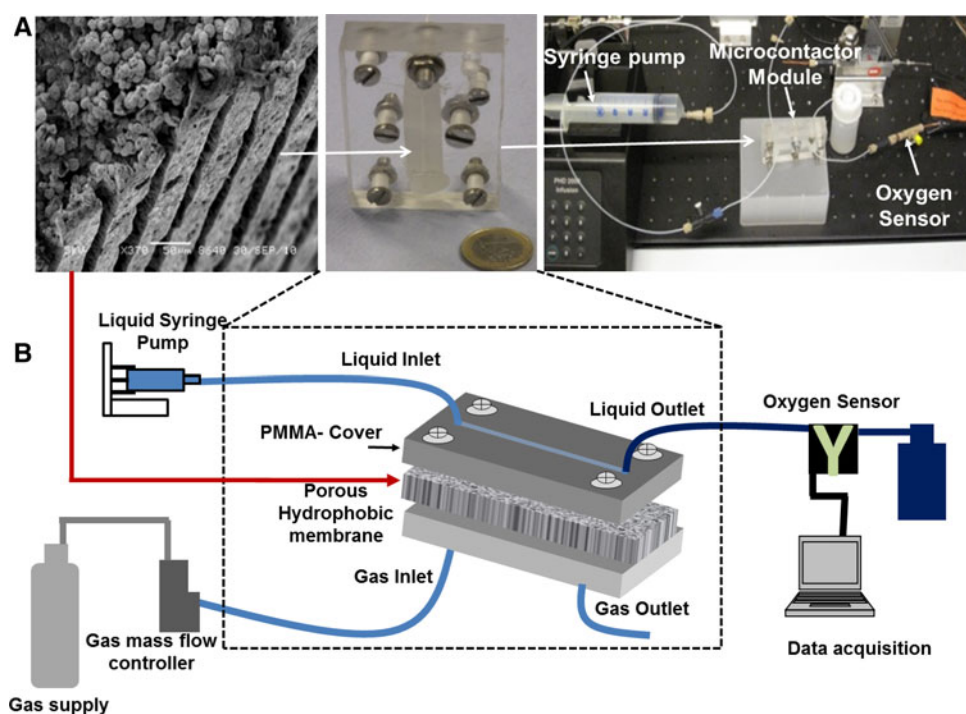 A
5kV X370 50µm 8640 30/SEP/10
Syringe pump
Microcontactor
Module
Oxygen
Sensor
B
Liquid Syringe
Pump
Liquid Inlet
Liquid Outlet
Oxygen Sensor
PMMA- Cover
Porous
Hydrophobic
membrane
Gas Inlet
Gas Outlet
Gas mass flow
controller
Gas supply
Data acquisition